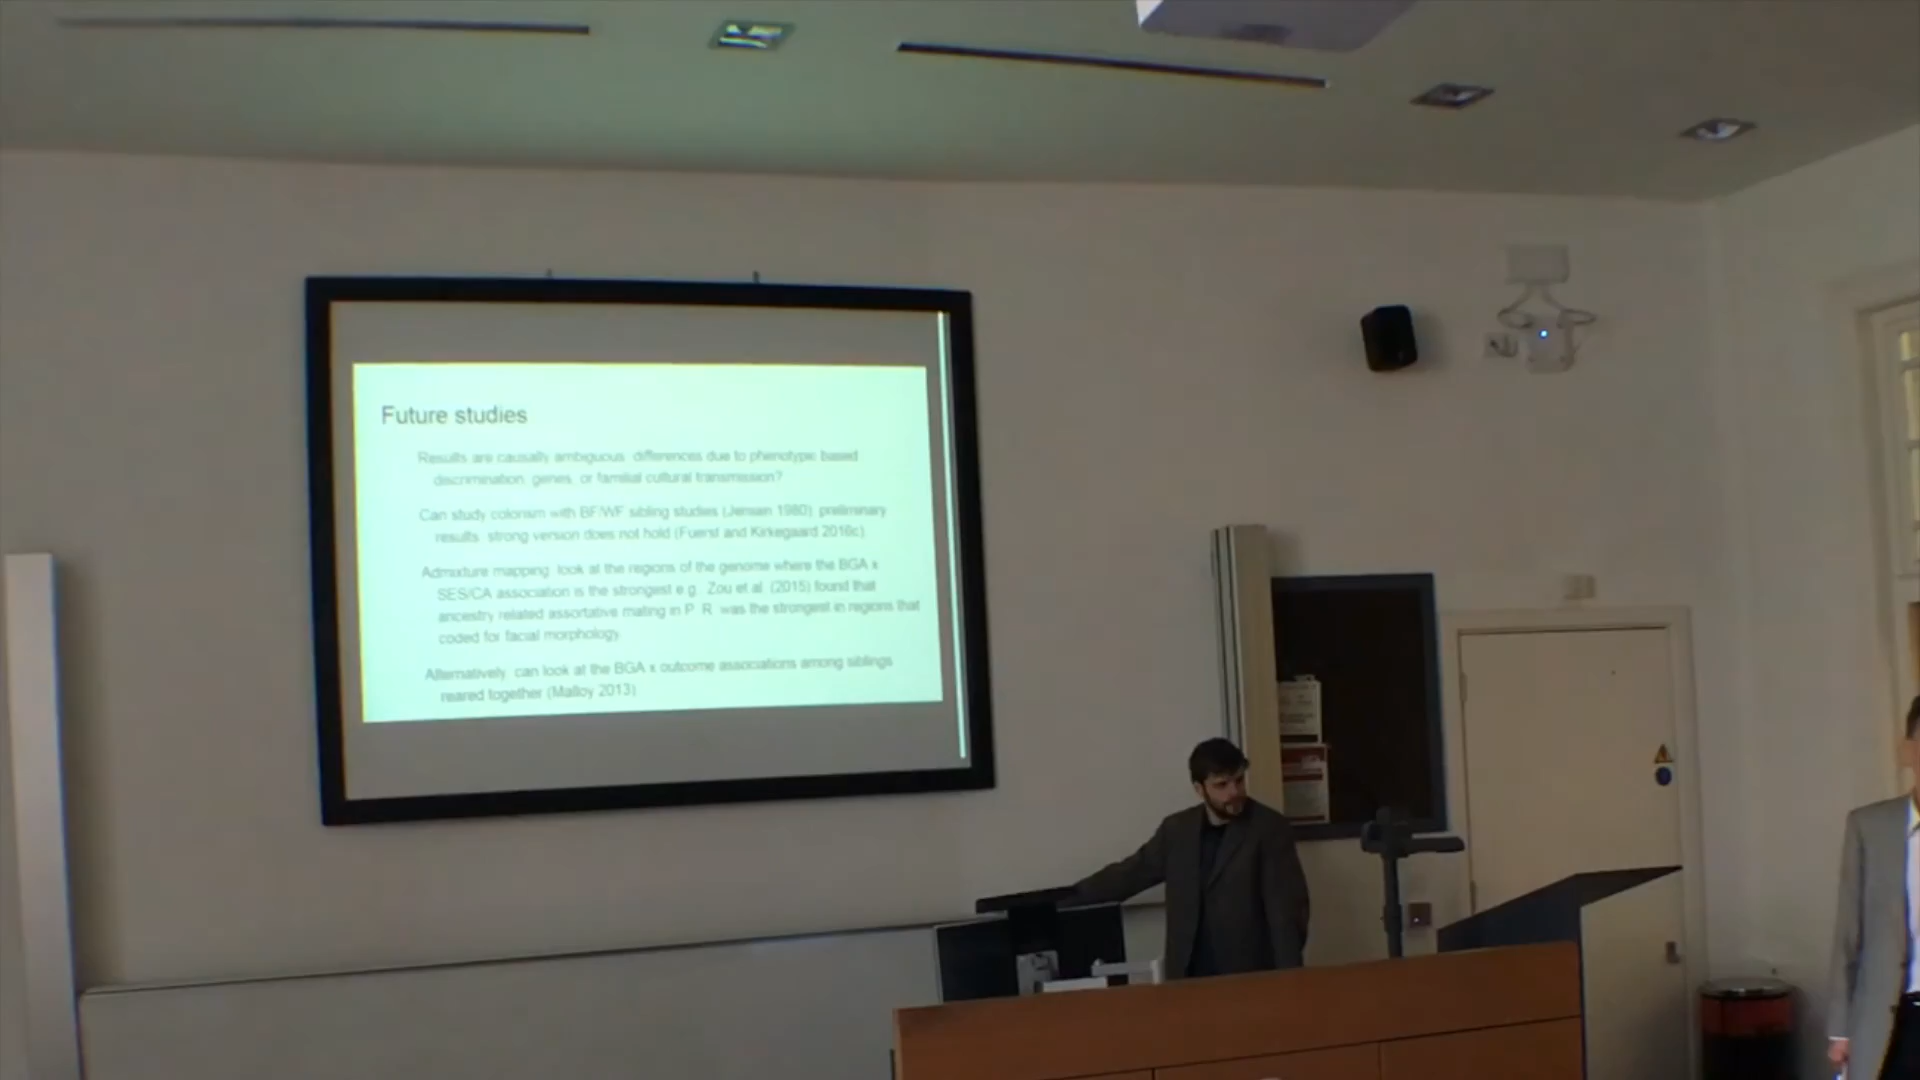 Future studies
Results are causally ambiguous: differences due to phenotype based
discrimination, genes, or familial cultural transmission?
Can study colorism with BF/WF sibling studies (Jensen 1980), preliminary
results: strong version does not hold (Fuerst and Kirkegaard 2016c)
Admixture mapping: look at the regions of the genome where the BGA x
SES/CA association is the strongest e.g. Zou et al. (2015) found that
ancestry related assortative mating in P. R. was the strongest in regions that
coded for facial morphology.
Alternatively, can look at the BGA x outcome associations among siblings
reared together (Malloy 2013)